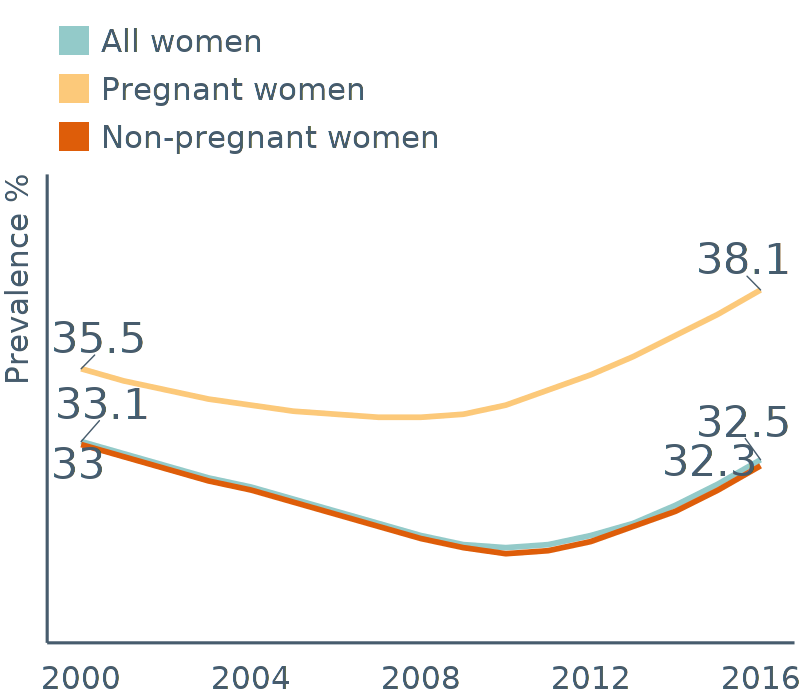 All women
Pregnant women
Non-pregnant women
Prevalence %
38.1
35.5
33.1
32.5
33
32.3
2000 2004 2008 2012 2016